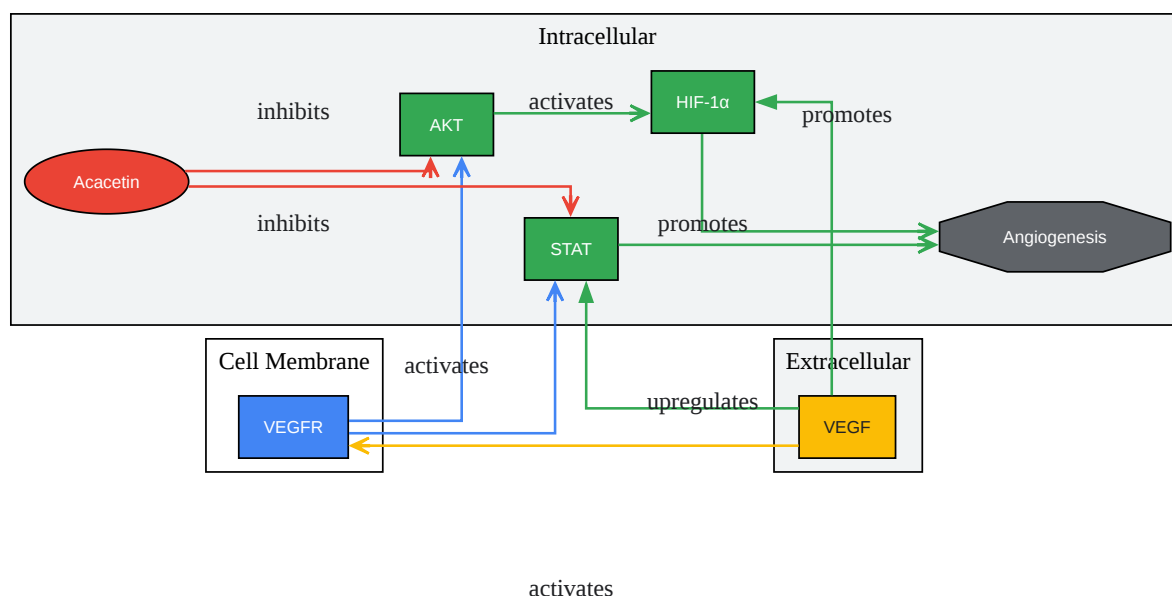 Intracellular
HIF-1α
activates
promotes
inhibits
AKT
Acacetin
inhibits
promotes
Angiogenesis
STAT
Cell Membrane
activates
Extracellular
upregulates
VEGFR
VEGF
activates